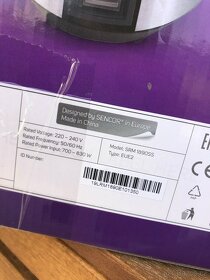 Designed by SENCOR® in Europe
Made in China
Rated Voltage: 220 – 240 V
Rated Frequency: 50/60 Hz
Rated Power Input: 700 – 830 W
Model: SRM 1890SS
Type: EUE2
ID Number: